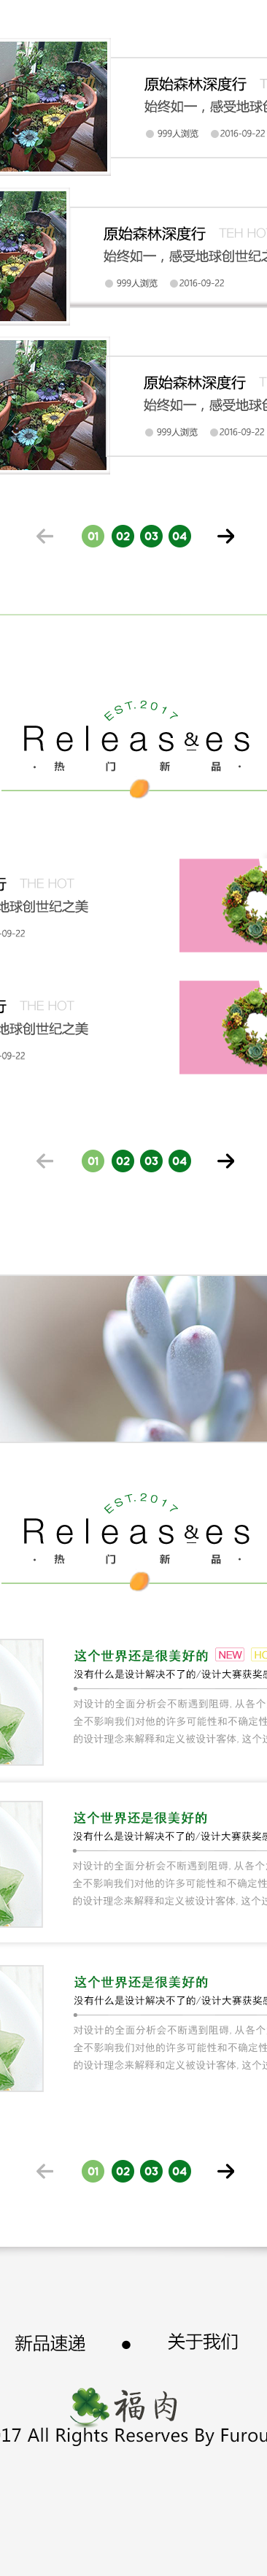 原始森林深度行 T
始终如一，感受地球
999人浏览 2016-09-22
原始森林深度行 TEH HO
始终如一，感受地球创世纪之
999人浏览 2016-09-22
原始森林深度行 T
始终如一，感受地球
999人浏览 2016-09-22
01 02 03 04
EST.2017
Releas&es
· 热 门 新 品 ·
行 THE HOT
地球创世纪之美
-09-22
行 THE HOT
地球创世纪之美
-09-22
01 02 03 04
EST.2017
Releas&es
· 热 门 新 品 ·
这个世界还是很美好的 NEW HO
没有什么是设计解决不了的/设计大赛获奖感
对设计的全面分析会不断遇到阻碍, 从各个
全不影响我们对他的许多可能性和不确定性
的设计理念来解释和定义被设计客体, 这个过
这个世界还是很美好的
没有什么是设计解决不了的/设计大赛获奖感
对设计的全面分析会不断遇到阻碍, 从各个
全不影响我们对他的许多可能性和不确定性
的设计理念来解释和定义被设计客体, 这个过
这个世界还是很美好的
没有什么是设计解决不了的/设计大赛获奖感
对设计的全面分析会不断遇到阻碍, 从各个
全不影响我们对他的许多可能性和不确定性
的设计理念来解释和定义被设计客体, 这个过
01 02 03 04
新品速递 ● 关于我们
福肉
17 All Rights Reserves By Furou